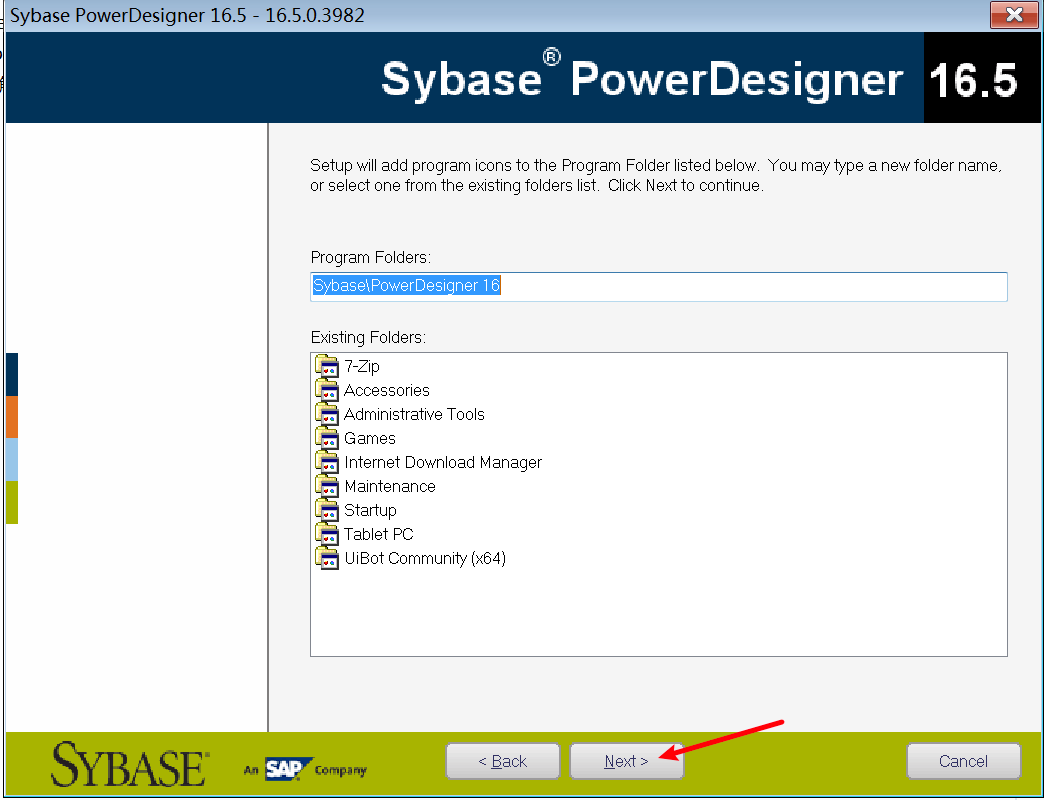 Sybase PowerDesigner 16.5 - 16.5.0.3982
Sybase® PowerDesigner 16.5
Setup will add program icons to the Program Folder listed below.  You may type a new folder name,
or select one from the existing folders list.  Click Next to continue.
Program Folders:
Sybase\PowerDesigner 16
Existing Folders:
7-Zip
Accessories
Administrative Tools
Games
Internet Download Manager
Maintenance
Startup
Tablet PC
UiBot Community (x64)
SYBASE
An SAP Company
< Back
Next >
Cancel